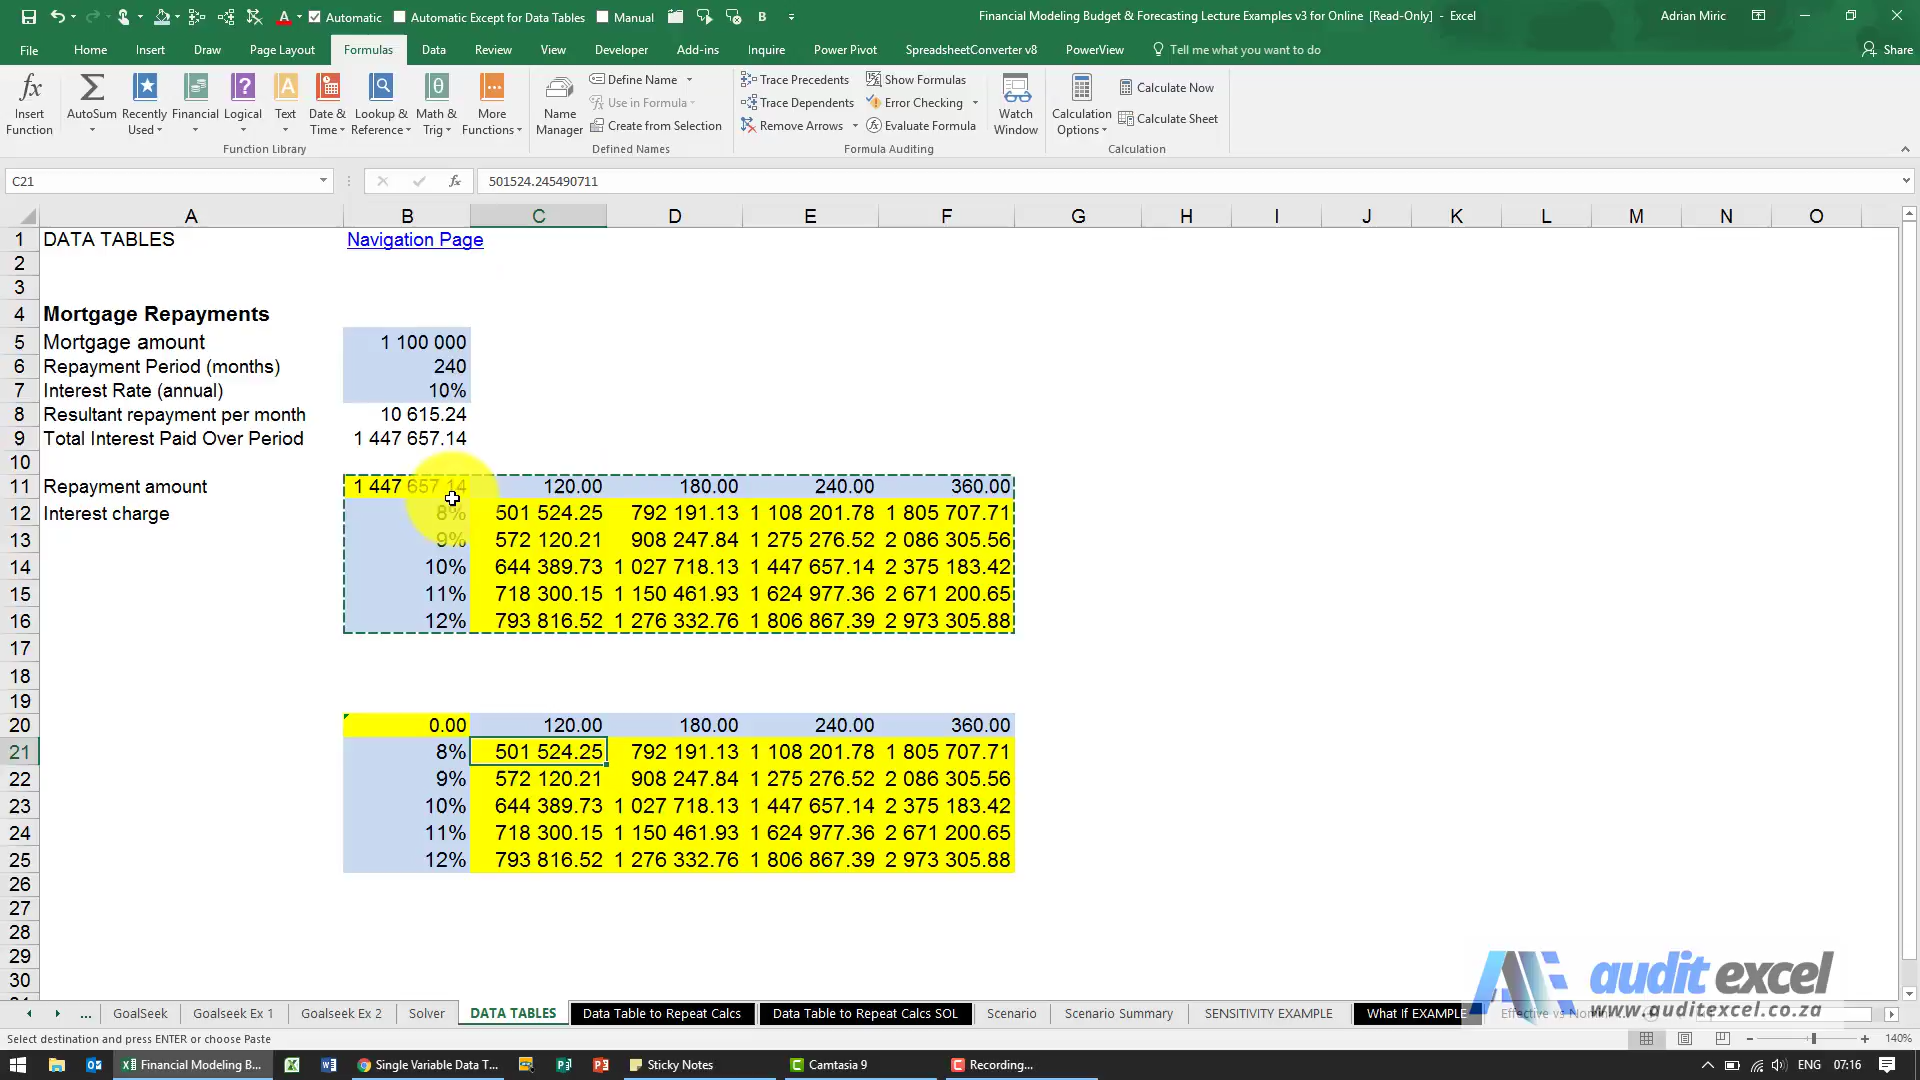 Automatic Automatic Except for Data Tables Manual B Financial Modeling Budget & Forecasting Lecture Examples v3 for Online [Read-Only] - Excel Adrian Miric
File Home Insert Draw Page Layout Formulas Data Review View Developer Add-ins Inquire Power Pivot SpreadsheetConverter v8 PowerView Tell me what you want to do Share
Insert Function AutoSum Recently Used Financial Logical Text Date & Time Lookup & Reference Math & Trig More Functions
Function Library
Name Manager Define Name Use in Formula Create from Selection
Defined Names
Trace Precedents Trace Dependents Remove Arrows Show Formulas Error Checking Evaluate Formula Watch Window
Formula Auditing
Calculation Options Calculate Now Calculate Sheet
Calculation
C21 fx 501524.245490711
A B C D E F G H I J K L M N O
1 DATA TABLES Navigation Page
2
3
4 Mortgage Repayments
5 Mortgage amount 1 100 000
6 Repayment Period (months) 240
7 Interest Rate (annual) 10%
8 Resultant repayment per month 10 615.24
9 Total Interest Paid Over Period 1 447 657.14
10
11 Repayment amount 1 447 657.14 120.00 180.00 240.00 360.00
12 Interest charge 8% 501 524.25 792 191.13 1 108 201.78 1 805 707.71
13 9% 572 120.21 908 247.84 1 275 276.52 2 086 305.56
14 10% 644 389.73 1 027 718.13 1 447 657.14 2 375 183.42
15 11% 718 300.15 1 150 461.93 1 624 977.36 2 671 200.65
16 12% 793 816.52 1 276 332.76 1 806 867.39 2 973 305.88
17
18
19
20 0.00 120.00 180.00 240.00 360.00
21 8% 501 524.25 792 191.13 1 108 201.78 1 805 707.71
22 9% 572 120.21 908 247.84 1 275 276.52 2 086 305.56
23 10% 644 389.73 1 027 718.13 1 447 657.14 2 375 183.42
24 11% 718 300.15 1 150 461.93 1 624 977.36 2 671 200.65
25 12% 793 816.52 1 276 332.76 1 806 867.39 2 973 305.88
26
27
28
29
30
audit excel
www.auditexcel.co.za
... GoalSeek Goalseek Ex 1 Goalseek Ex 2 Solver DATA TABLES Data Table to Repeat Calcs Data Table to Repeat Calcs SOL Scenario Scenario Summary SENSITIVITY EXAMPLE What If EXAMPLE Effective vs
Select destination and press ENTER or choose Paste 140%
Financial Modeling B... Single Variable Data T... Sticky Notes Camtasia 9 Recording... ENG 07:16